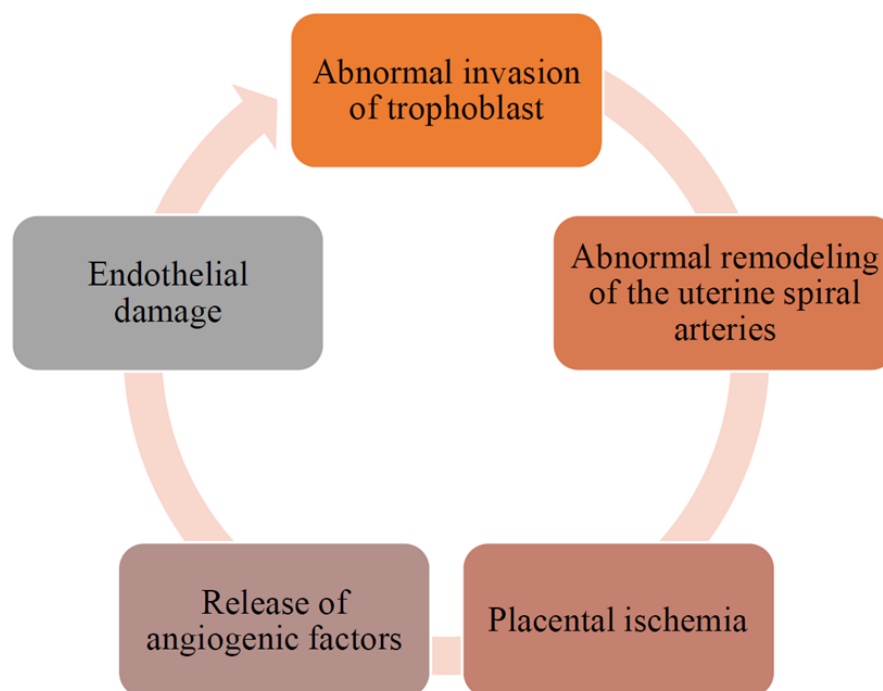 Abnormal invasion
of trophoblast
Abnormal remodeling
of the uterine spiral
arteries
Placental ischemia
Release of
angiogenic factors
Endothelial
damage